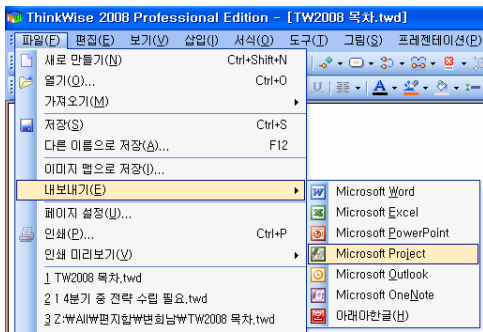 ThinkWise 2008 Professional Edition - [TW2008 목차.twd]
파일(F) 편집(E) 보기(V) 삽입(I) 서식(O) 도구(T) 그림(S) 프레젠테이션(P)
새로 만들기(N) Ctrl+Shift+N
열기(O)... Ctrl+O
가져오기(M)
저장(S) Ctrl+S
다른 이름으로 저장(A)... F12
이미지 맵으로 저장(I)...
내보내기(E)
페이지 설정(U)...
인쇄(P)... Ctrl+P
인쇄 미리보기(V)
1 TW2008 목차.twd
2 1 4분기 중 전략 수립 필요.twd
3 Z:₩All₩편지함₩변희남₩TW2008 목차.twd
Microsoft Word
Microsoft Excel
Microsoft PowerPoint
Microsoft Project
Microsoft Outlook
Microsoft OneNote
아래아한글(H)